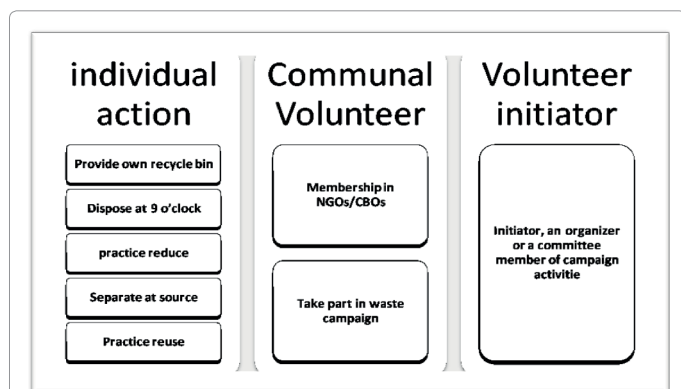 individual
action
Provide own recycle bin
Dispose at 9 o'clock
practice reduce
Separate at source
Practice reuse
Communal
Volunteer
Membership in
NGOs/CBOs
Take part in waste
campaign
Volunteer
initiator
Initiator, an organizer
or a committee
member of campaign
activitie